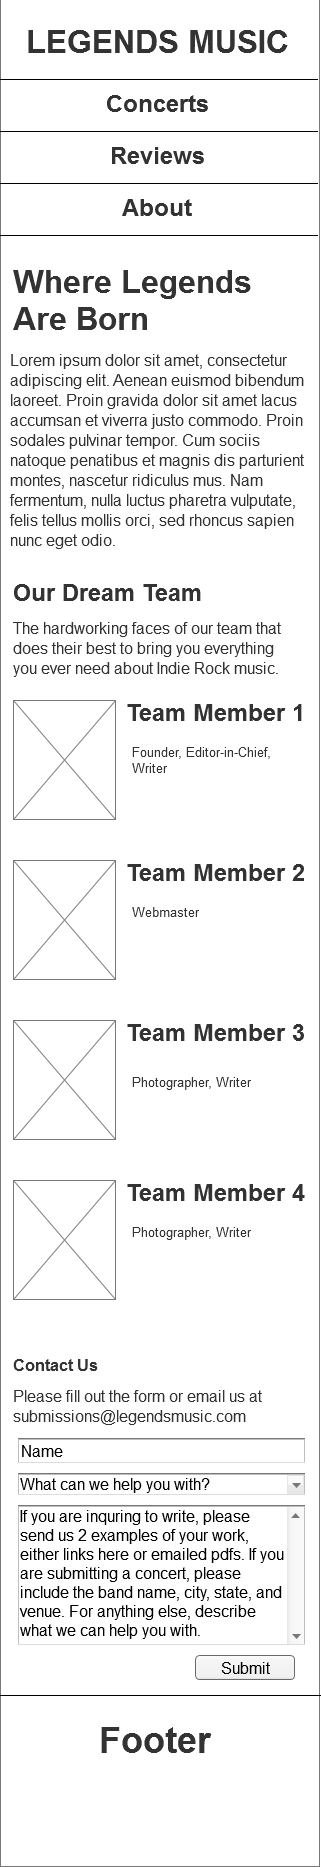 LEGENDS MUSIC
Concerts
Reviews
About
Where Legends
Are Born
Lorem ipsum dolor sit amet, consectetur
adipiscing elit. Aenean euismod bibendum
laoreet. Proin gravida dolor sit amet lacus
accumsan et viverra justo commodo. Proin
sodales pulvinar tempor. Cum sociis
natoque penatibus et magnis dis parturient
montes, nascetur ridiculus mus. Nam
fermentum, nulla luctus pharetra vulputate,
felis tellus mollis orci, sed rhoncus sapien
nunc eget odio.
Our Dream Team
The hardworking faces of our team that
does their best to bring you everything
you ever need about Indie Rock music.
Team Member 1
Founder, Editor-in-Chief,
Writer
Team Member 2
Webmaster
Team Member 3
Photographer, Writer
Team Member 4
Photographer, Writer
Contact Us
Please fill out the form or email us at
submissions@legendsmusic.com
Name
What can we help you with?
If you are inquring to write, please
send us 2 examples of your work,
either links here or emailed pdfs. If you
are submitting a concert, please
include the band name, city, state, and
venue. For anything else, describe
what we can help you with.
Submit
Footer